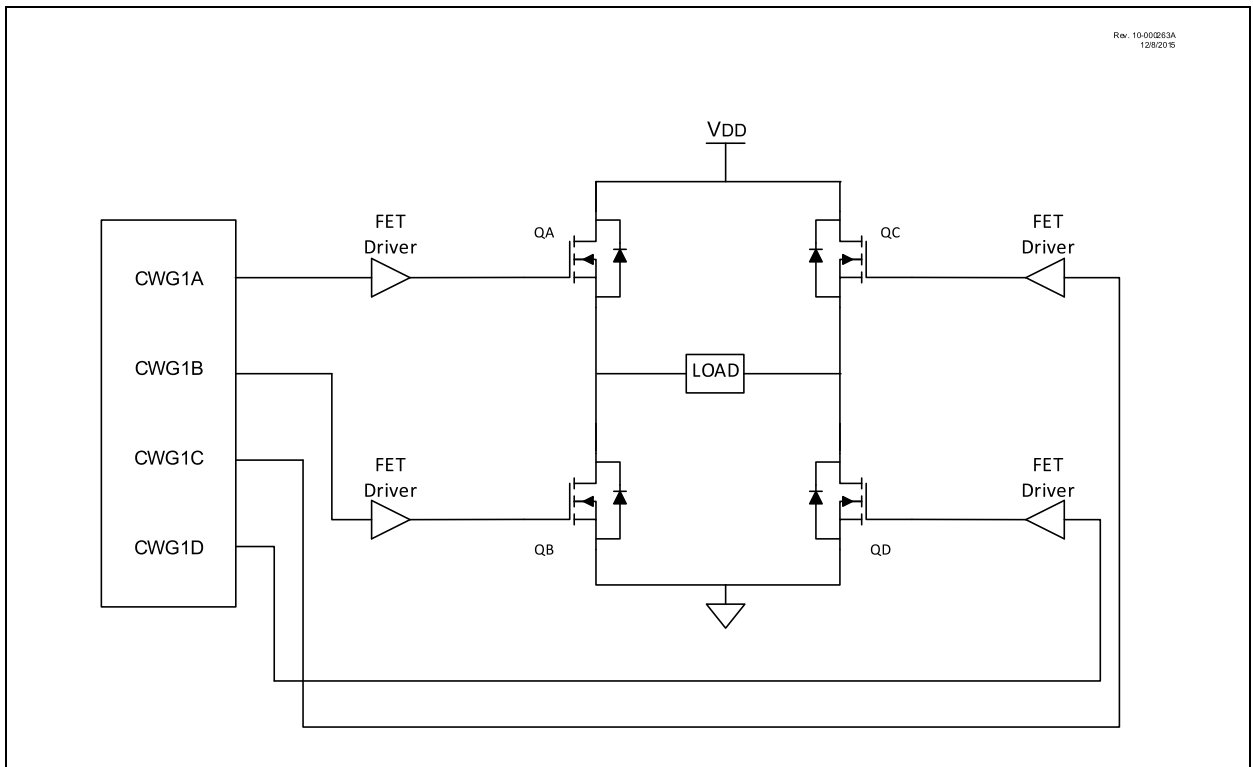 Rev. 10-000263A
12/8/2015
VDD
FET
Driver
QA
QC
FET
Driver
CWG1A
CWG1B
CWG1C
CWG1D
LOAD
FET
Driver
QB
QD
FET
Driver